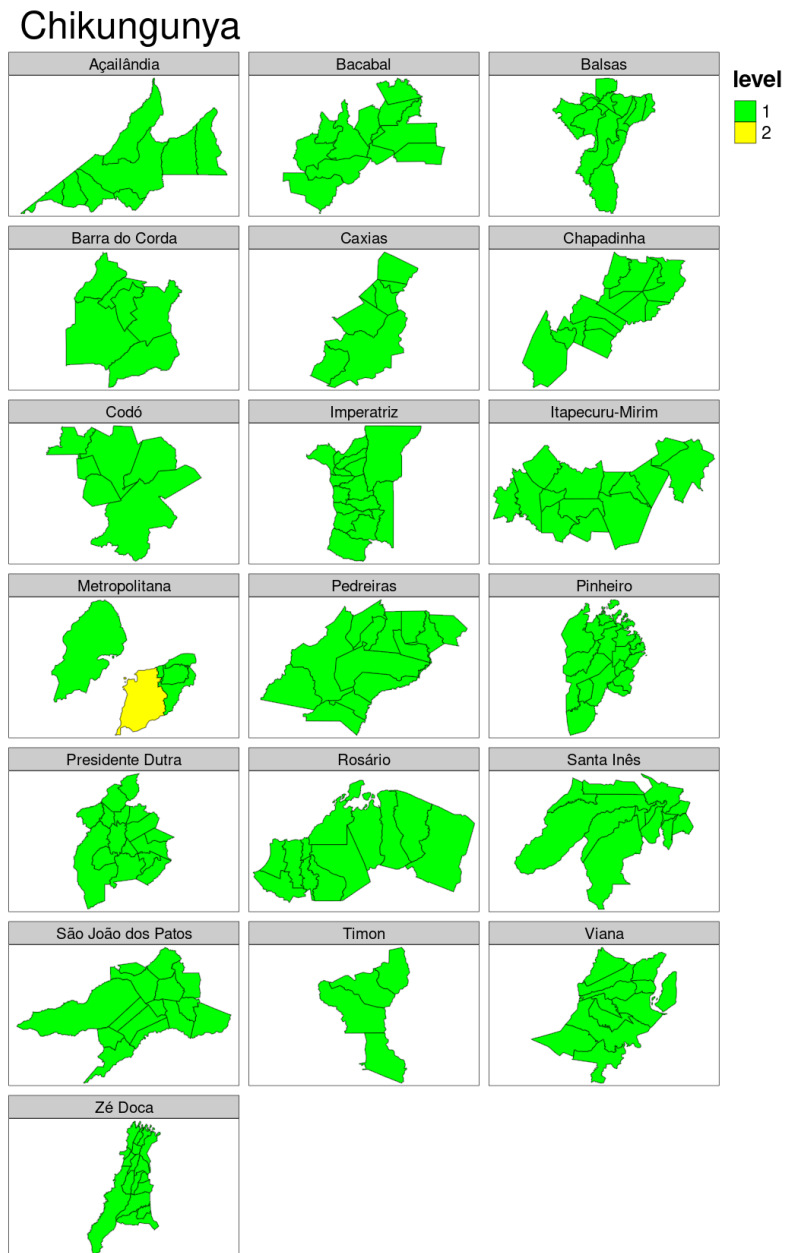 Chikungunya
Açailândia
Bacabal
Balsas
level
1
2
Barra do Corda
Caxias
Chapadinha
Codó
Imperatriz
Itapecuru-Mirim
Metropolitana
Pedreiras
Pinheiro
Presidente Dutra
Rosário
Santa Inês
São João dos Patos
Timon
Viana
Zé Doca